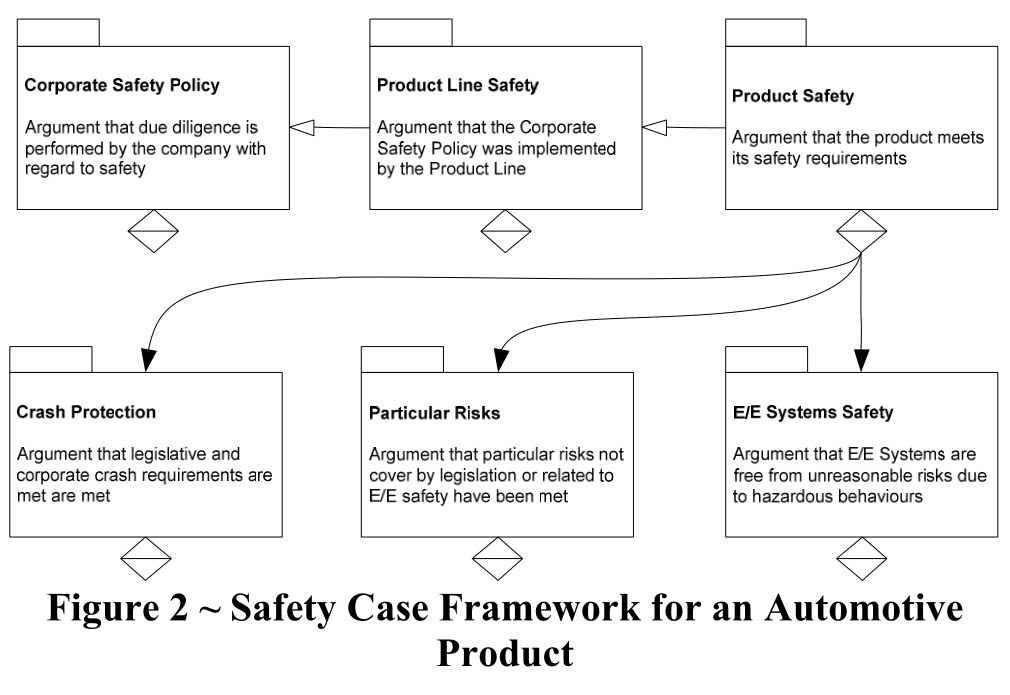 Corporate Safety Policy
Argument that due diligence is
performed by the company with
regard to safety
Product Line Safety
Argument that the Corporate
Safety Policy was implemented
by the Product Line
Product Safety
Argument that the product meets
its safety requirements
Crash Protection
Argument that legislative and
corporate crash requirements are
met are met
Particular Risks
Argument that particular risks not
cover by legislation or related to
E/E safety have been met
E/E Systems Safety
Argument that E/E Systems are
free from unreasonable risks due
to hazardous behaviours
Figure 2 ~ Safety Case Framework for an Automotive
Product